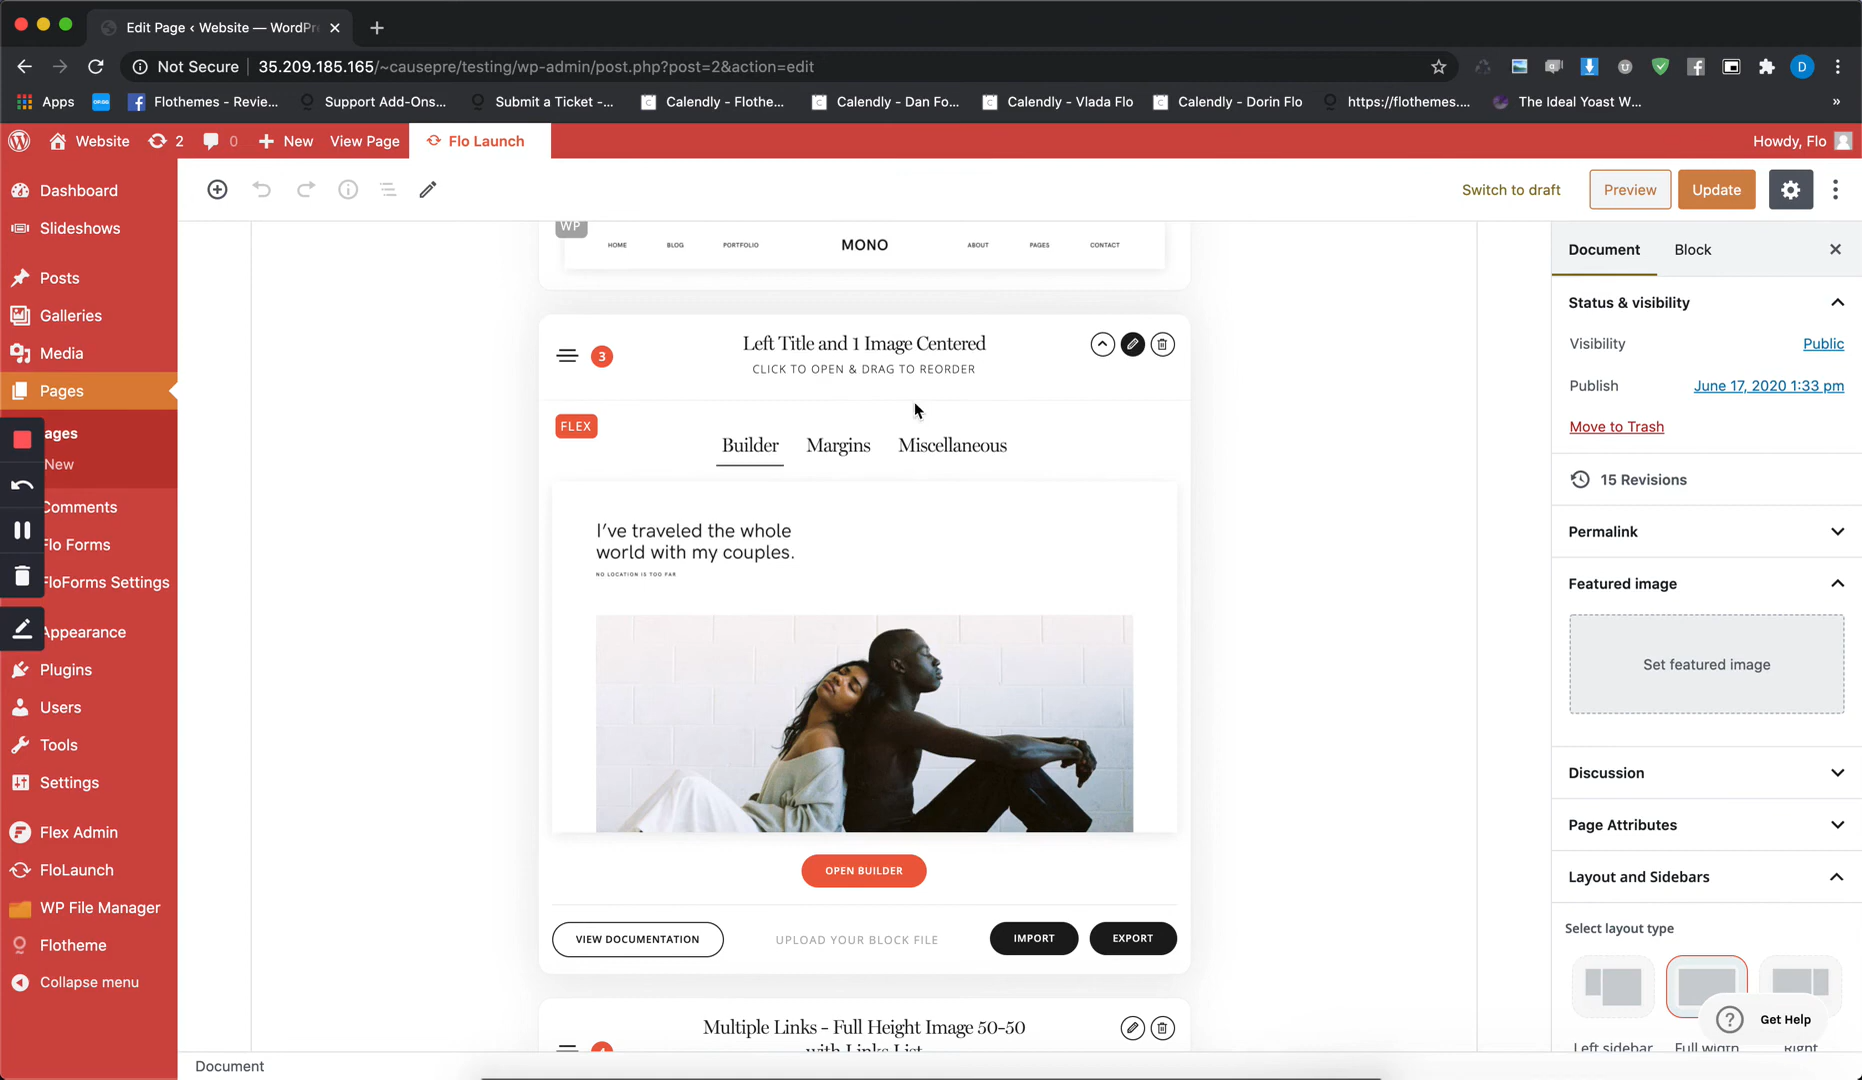 Edit Page ‹ Website — WordPr
Not Secure
35.209.185.165/~causepre/testing/wp-admin/post.php?post=2&action=edit
D
Apps
Flothemes - Revie...
Support Add-Ons...
Submit a Ticket -...
Calendly - Flothe...
Calendly - Dan Fo...
Calendly - Vlada Flo
Calendly - Dorin Flo
https://flothemes....
The Ideal Yoast W...
»
Website
2
0
New
View Page
Flo Launch
Howdy, Flo
Dashboard
Slideshows
Posts
Galleries
Media
Pages
ages
New
Comments
Flo Forms
FloForms Settings
Appearance
Plugins
Users
Tools
Settings
Flex Admin
FloLaunch
WP File Manager
Flotheme
Collapse menu
Switch to draft
Preview
Update
WP
HOME
BLOG
PORTFOLIO
MONO
ABOUT
PAGES
CONTACT
3
Left Title and 1 Image Centered
CLICK TO OPEN & DRAG TO REORDER
FLEX
Builder
Margins
Miscellaneous
I've traveled the whole
world with my couples.
NO LOCATION IS TOO FAR
OPEN BUILDER
VIEW DOCUMENTATION
UPLOAD YOUR BLOCK FILE
IMPORT
EXPORT
Multiple Links - Full Height Image 50-50
with Links List
Document
Document
Block
Status & visibility
Visibility
Public
Publish
June 17, 2020 1:33 pm
Move to Trash
15 Revisions
Permalink
Featured image
Set featured image
Discussion
Page Attributes
Layout and Sidebars
Select layout type
Left sidebar
Full width
Right
Get Help